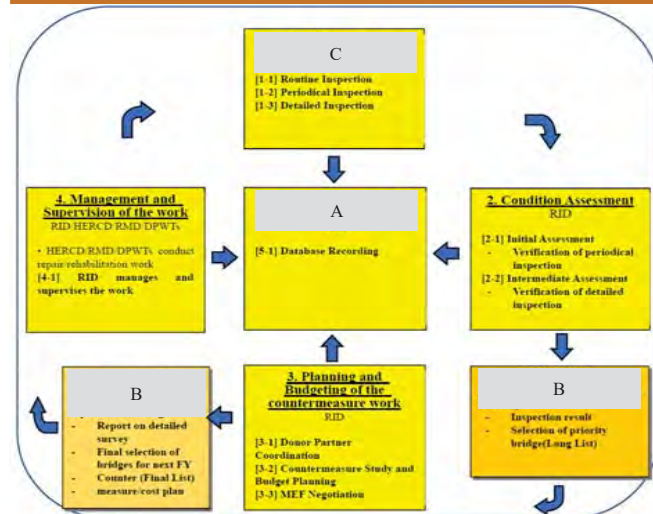 C
[1-1] Routine Inspection
[1-2] Periodical Inspection
[1-3] Detailed Inspection
4. Management and
Supervision of the work
RID HERCD/RMD/DPWTs
• HERCD/RMD/DPWTs conduct
repair/rehabilitation work
[4-1] RID manages and
supervises the work
A
[5-1] Database Recording
2. Condition Assessment
RID
[2-1] Initial Assessment
- Verification of periodical
inspection
[2-2] Intermediate Assessment
- Verification of detailed
inspection
B
- Report on detailed
survey
- Final selection of
bridges for next FY
- Counter (Final List)
- measure/cost plan
3. Planning and
Budgeting of the
countermeasure work
RID
[3-1] Donor Partner
Coordination
[3-2] Countermeasure Study and
Budget Planning
[3-3] MEF Negotiation
B
- Inspection result
- Selection of priority
bridge(Long List)